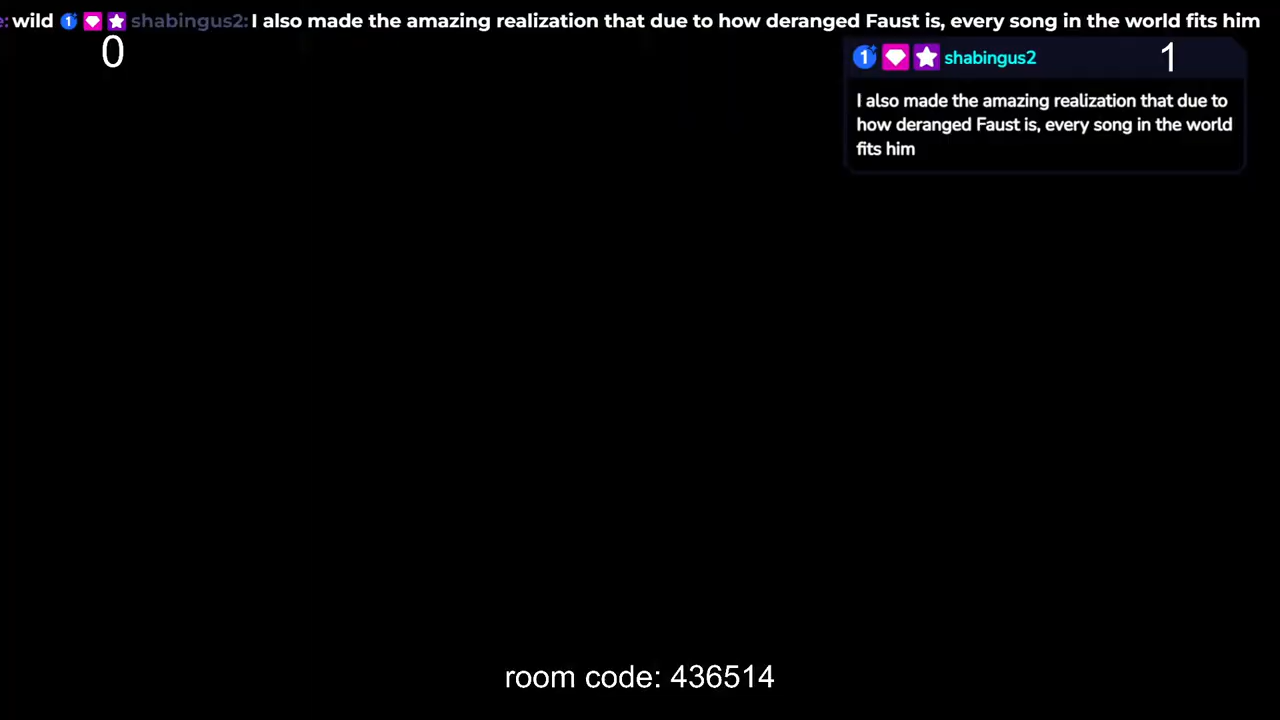 e: wild 1 shabingus2: I also made the amazing realization that due to how deranged Faust is, every song in the world fits him
0
1 shabingus2 1
I also made the amazing realization that due to
how deranged Faust is, every song in the world
fits him
room code: 436514